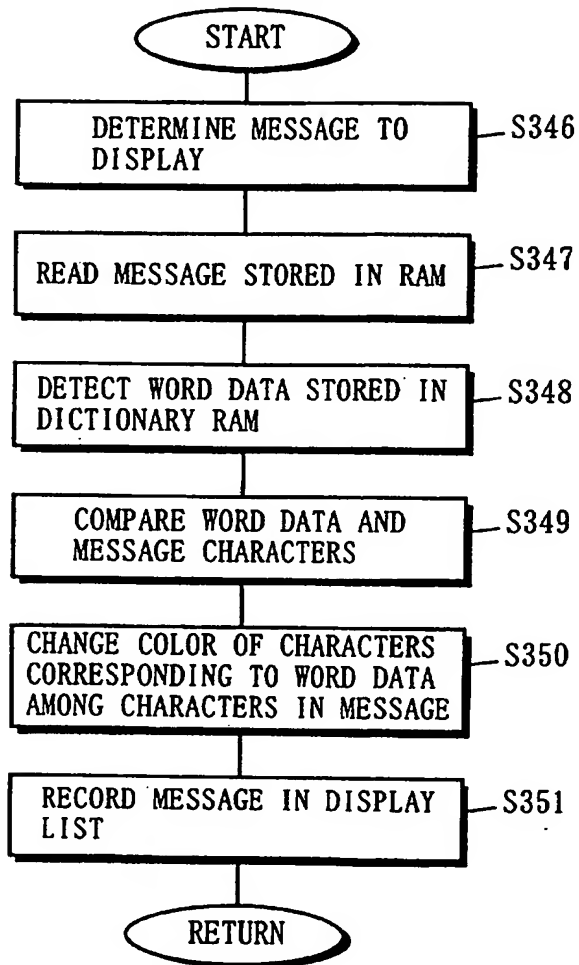 START
DETERMINE MESSAGE TO
DISPLAY
S346
READ MESSAGE STORED IN RAM
S347
DETECT WORD DATA STORED IN
DICTIONARY RAM
S348
COMPARE WORD DATA AND
MESSAGE CHARACTERS
S349
CHANGE COLOR OF CHARACTERS
CORRESPONDING TO WORD DATA
AMONG CHARACTERS IN MESSAGE
S350
RECORD MESSAGE IN DISPLAY
LIST
S351
RETURN